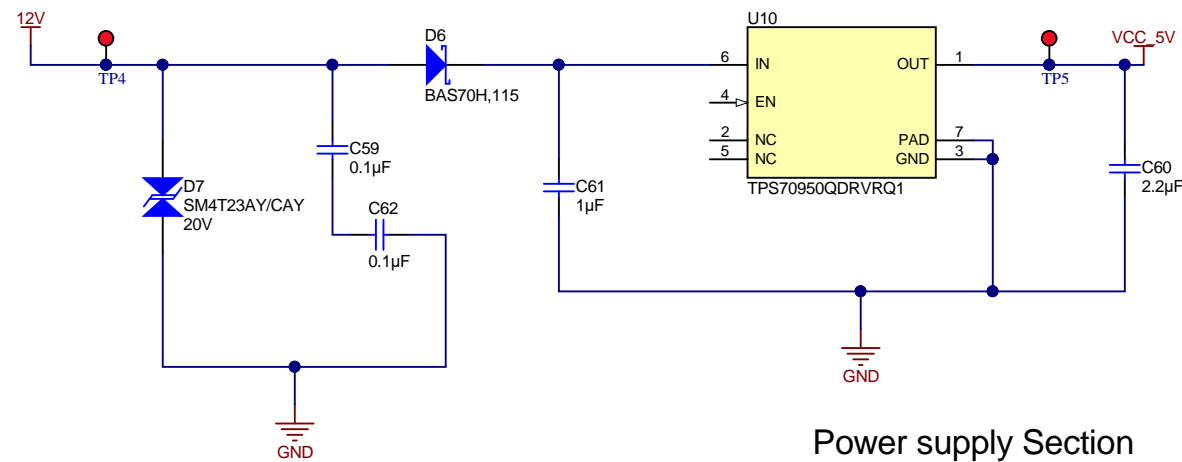 12V
TP4
D6
BAS70H,115
U10
6 IN OUT 1
4 EN
2 NC PAD 7
5 NC GND 3
TPS70950QDRVRQ1
TP5
VCC_5V
D7
SM4T23AY/CAY
20V
C59
0.1µF
C62
0.1µF
C61
1µF
C60
2.2µF
GND
GND
Power supply Section